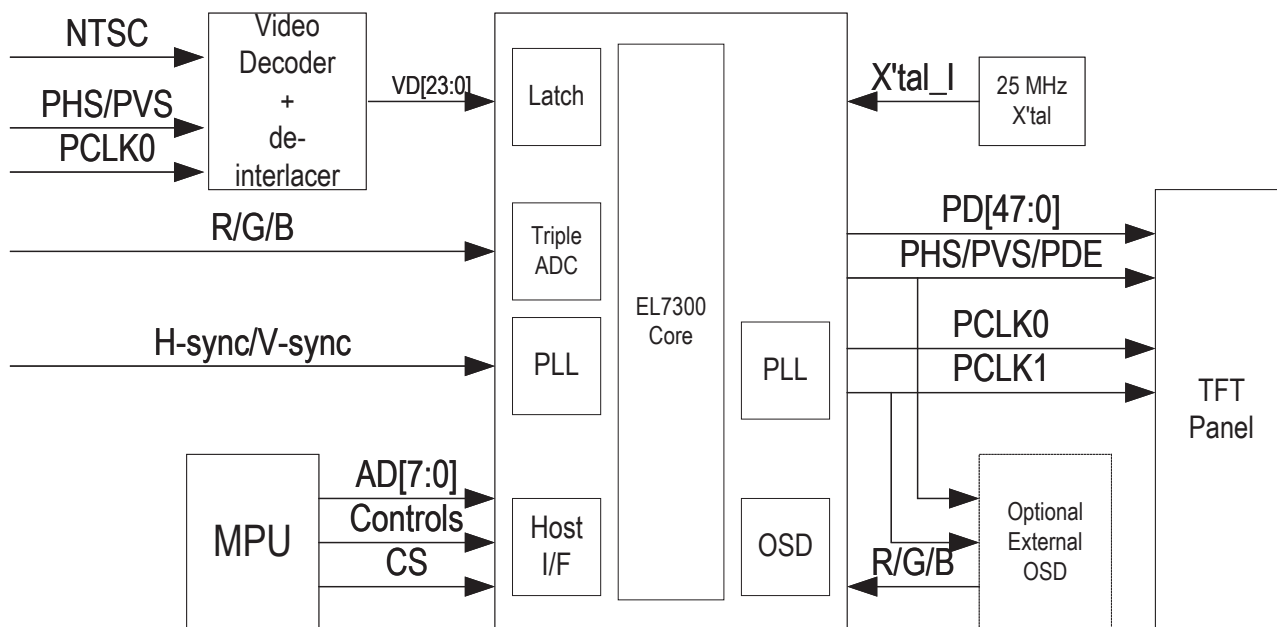 NTSC
PHS/PVS
PCLK0
Video
Decoder
+
de-
interlacer
VD[23:0]
R/G/B
H-sync/V-sync
MPU
AD[7:0]
Controls
CS
Latch
Triple
ADC
PLL
Host
I/F
EL7300
Core
PLL
OSD
X'tal_I
25 MHz
X'tal
PD[47:0]
PHS/PVS/PDE
PCLK0
PCLK1
R/G/B
Optional
External
OSD
TFT
Panel